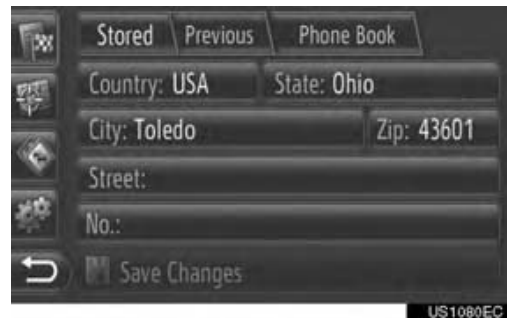 Stored Previous Phone Book
Country: USA State: Ohio
City: Toledo Zip: 43601
Street:
No.:
Save Changes
US1080EC